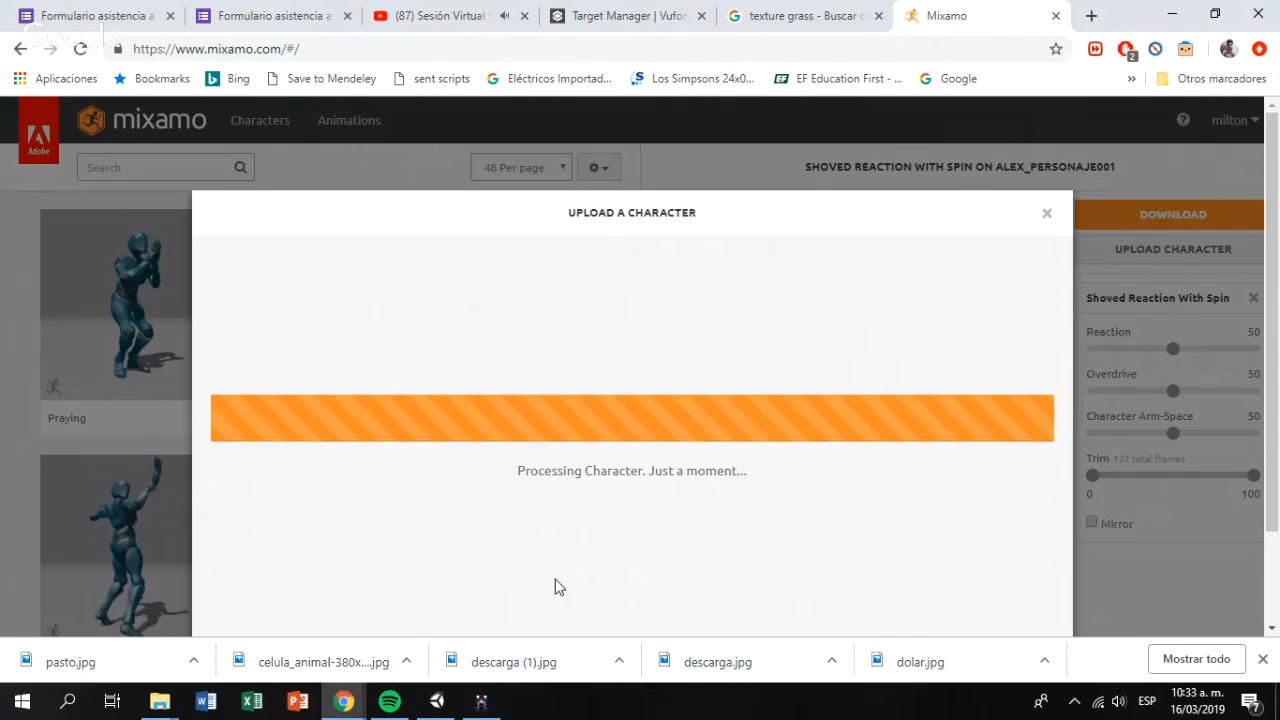 Formulario asistencia a
Formulario asistencia a
(87) Sesión Virtual
Target Manager | Vufor
texture grass - Buscar c
Mixamo
Google
https://www.mixamo.com/#/
2
Aplicaciones
Bookmarks
Bing
Save to Mendeley
sent scripts
Eléctricos Importad...
Los Simpsons 24x0...
EF Education First - ...
Google
»
Otros marcadores
Adobe
mixamo
Characters
Animations
milton
Search
48 Per page
SHOVED REACTION WITH SPIN ON ALEX_PERSONAJE001
UPLOAD A CHARACTER
DOWNLOAD
UPLOAD CHARACTER
Shoved Reaction With Spin
Reaction 50
Overdrive 50
Character Arm-Space 50
Trim 137 total frames
0 100
Mirror
Praying
Processing Character. Just a moment...
pasto.jpg
celula_animal-380x....jpg
descarga (1).jpg
descarga.jpg
dolar.jpg
Mostrar todo
ESP
10:33 a. m.
16/03/2019
7